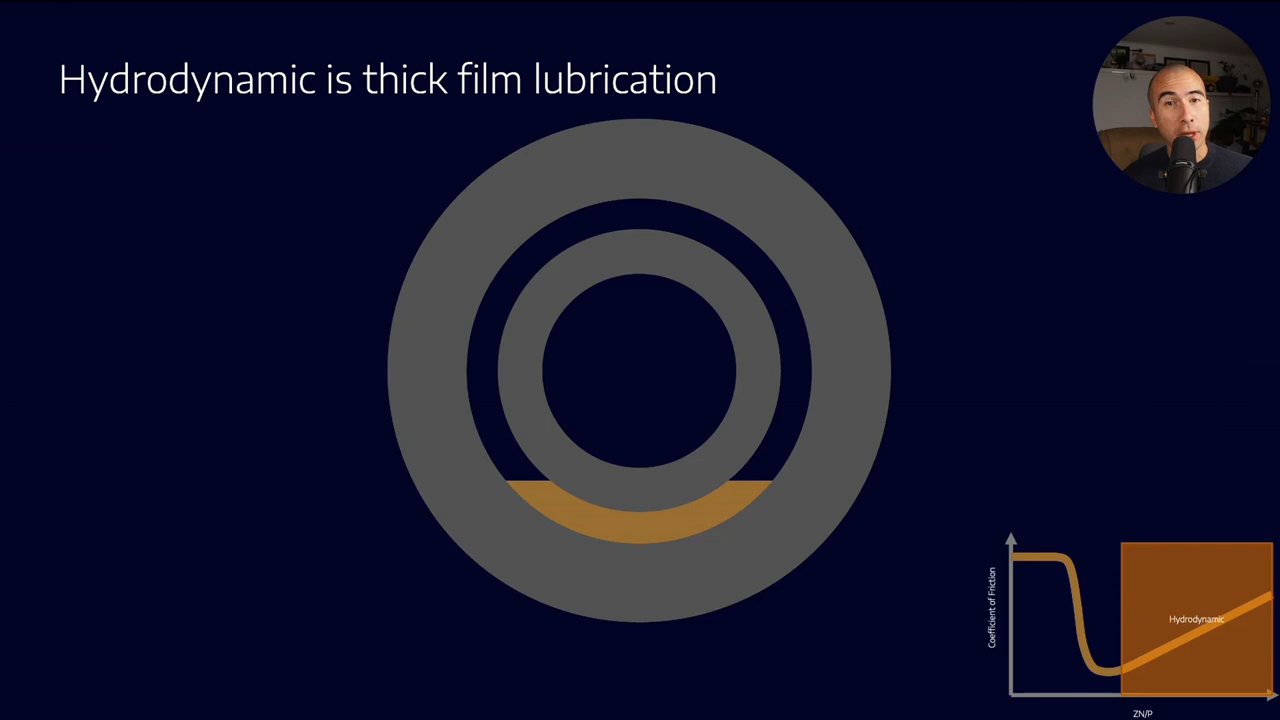 Hydrodynamic is thick film lubrication
Coefficient of Friction
Hydrodynamic
ZN/P